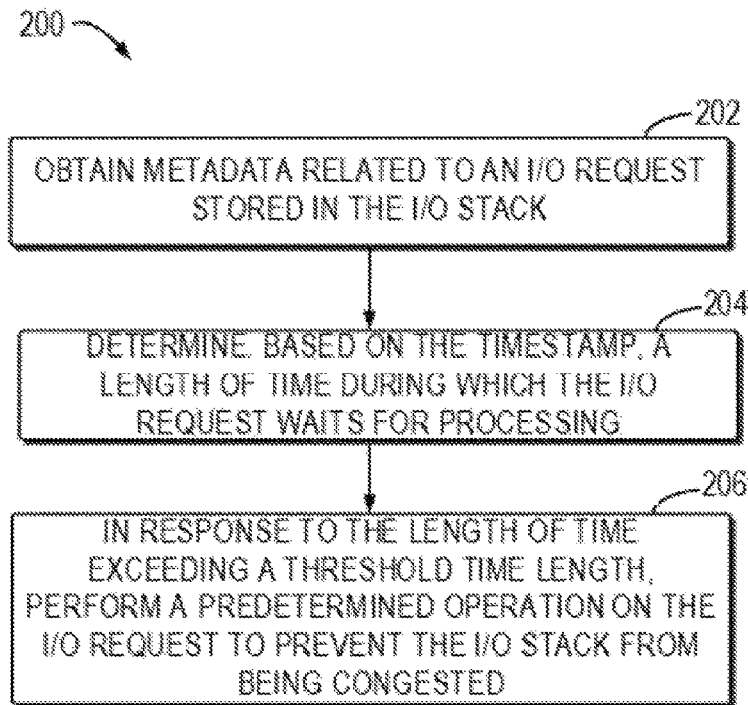 200
202
OBTAIN METADATA RELATED TO AN I/O REQUEST
STORED IN THE I/O STACK
204
DETERMINE, BASED ON THE TIMESTAMP, A
LENGTH OF TIME DURING WHICH THE I/O
REQUEST WAITS FOR PROCESSING
206
IN RESPONSE TO THE LENGTH OF TIME
EXCEEDING A THRESHOLD TIME LENGTH,
PERFORM A PREDETERMINED OPERATION ON THE
I/O REQUEST TO PREVENT THE I/O STACK FROM
BEING CONGESTED